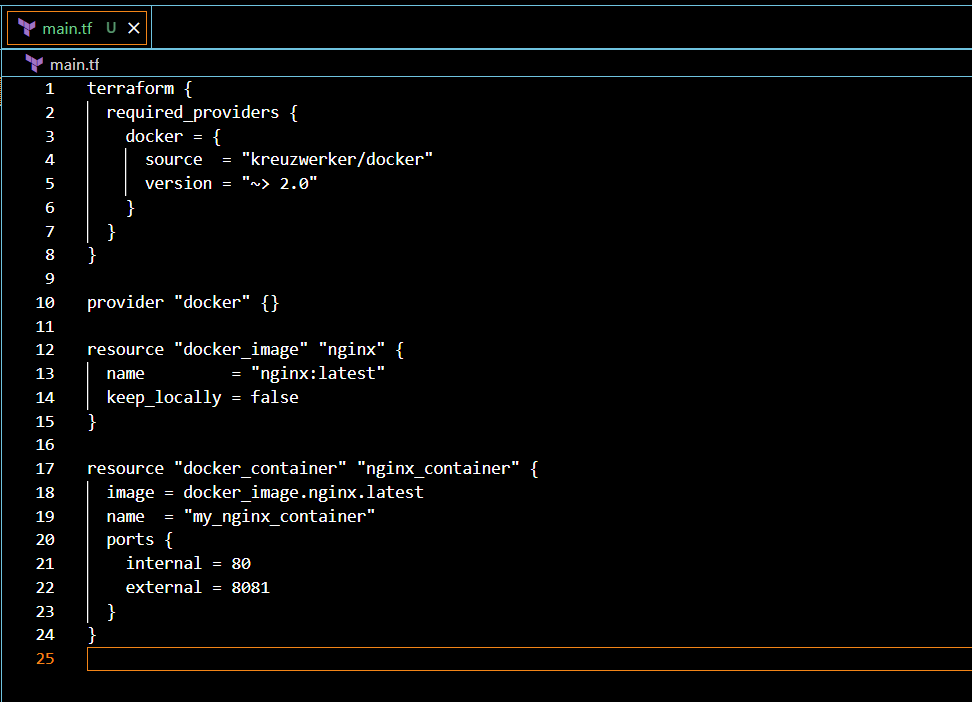 main.tf U ×
main.tf
1 terraform {
2   required_providers {
3     docker = {
4       source  = "kreuzwerker/docker"
5       version = "~> 2.0"
6     }
7   }
8 }
9
10 provider "docker" {}
11
12 resource "docker_image" "nginx" {
13   name         = "nginx:latest"
14   keep_locally = false
15 }
16
17 resource "docker_container" "nginx_container" {
18   image = docker_image.nginx.latest
19   name  = "my_nginx_container"
20   ports {
21     internal = 80
22     external = 8081
23   }
24 }
25